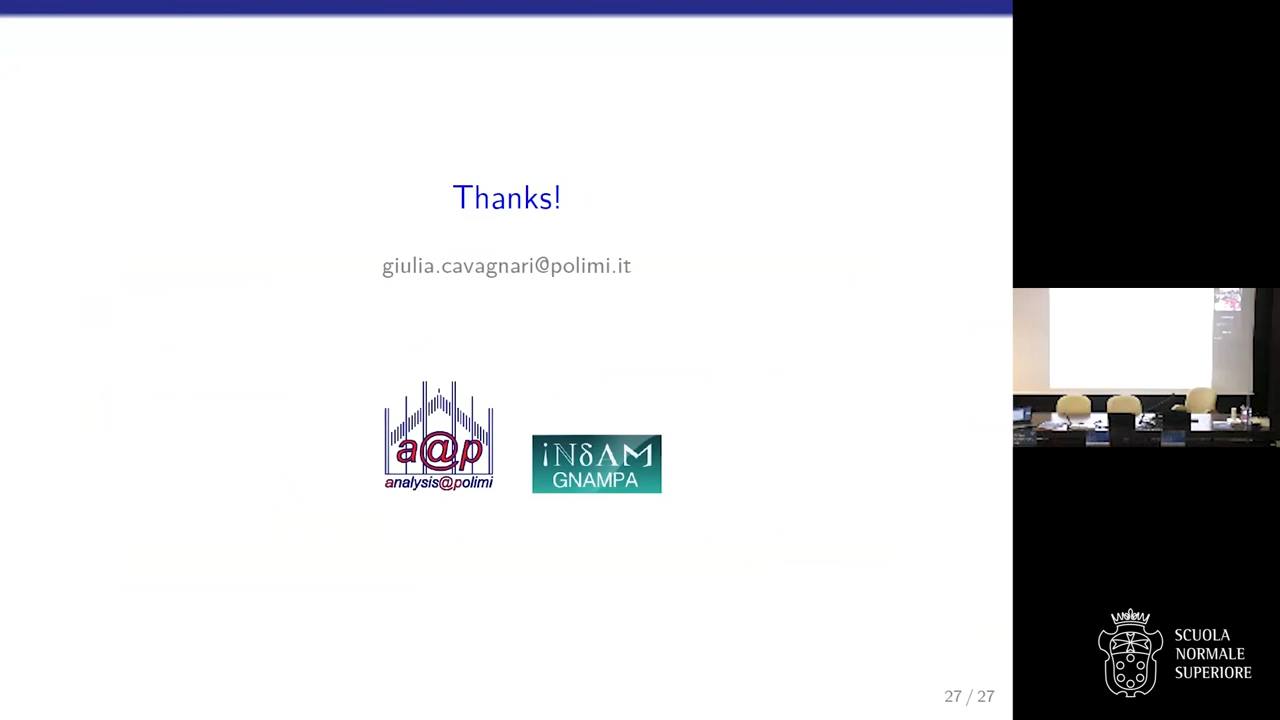 Thanks!
giulia.cavagnari@polimi.it
a@p
analysis@polimi
iNδAM
GNAMPA
27 / 27
SCUOLA
NORMALE
SUPERIORE